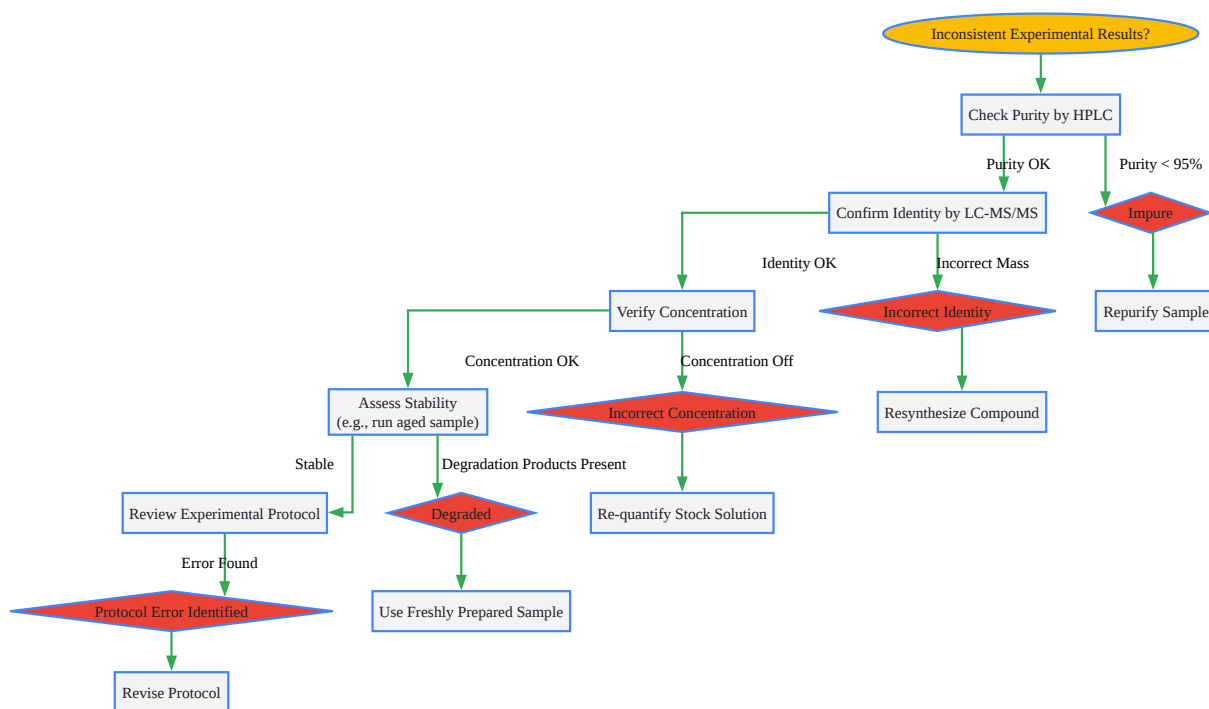 Inconsistent Experimental Results?
Check Purity by HPLC
Purity OK
Purity < 95%
Confirm Identity by LC-MS/MS
Impure
Identity OK
Incorrect Mass
Verify Concentration
Incorrect Identity
Repurify Sample
Concentration OK
Concentration Off
Assess Stability
(e.g., run aged sample)
Incorrect Concentration
Resynthesize Compound
Stable
Degradation Products Present
Review Experimental Protocol
Degraded
Re-quantify Stock Solution
Error Found
Protocol Error Identified
Use Freshly Prepared Sample
Revise Protocol